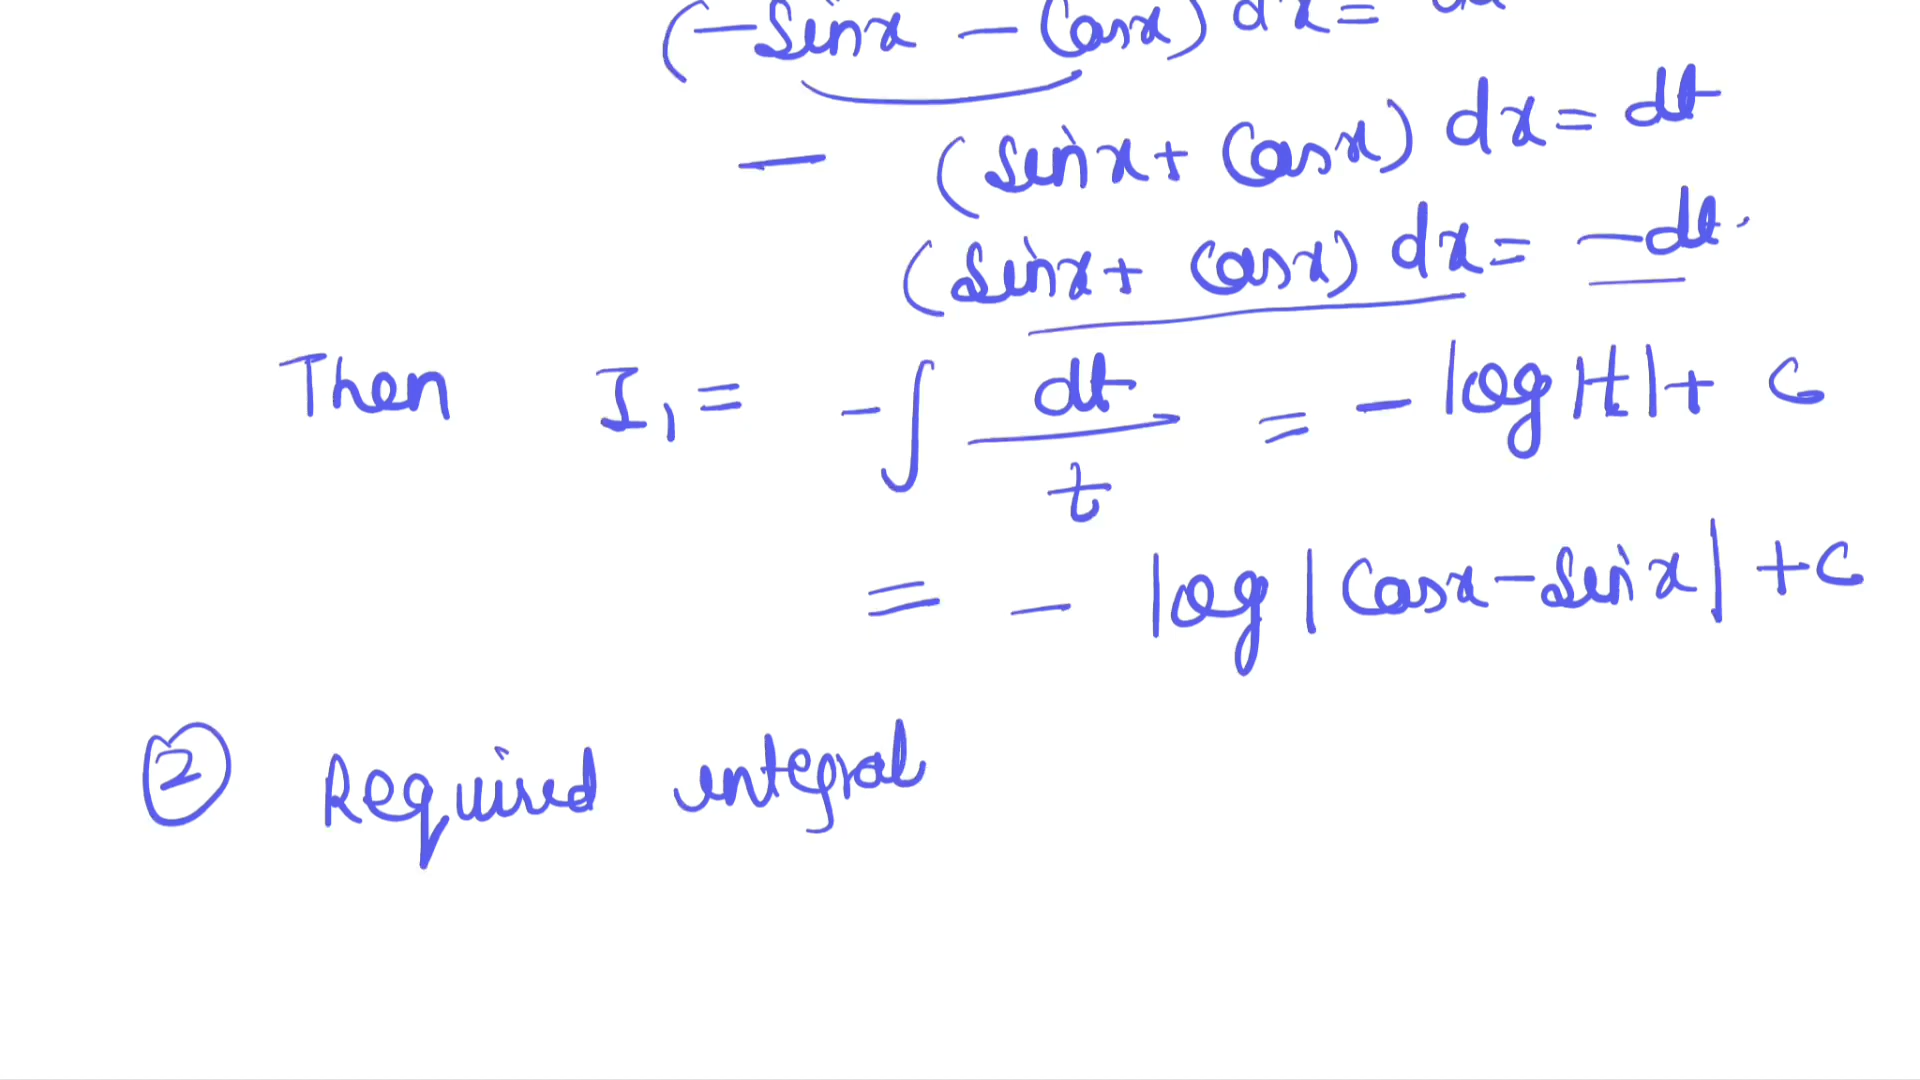 (-Sinx - Cosx) dx =
- (Sinx + Cosx) dx = dt
(Sinx + Cosx) dx = -dt.
Then I₁ = -∫ dt/t = - log |t| + c
= - log | Cosx - Sinx | + c
② Required integral